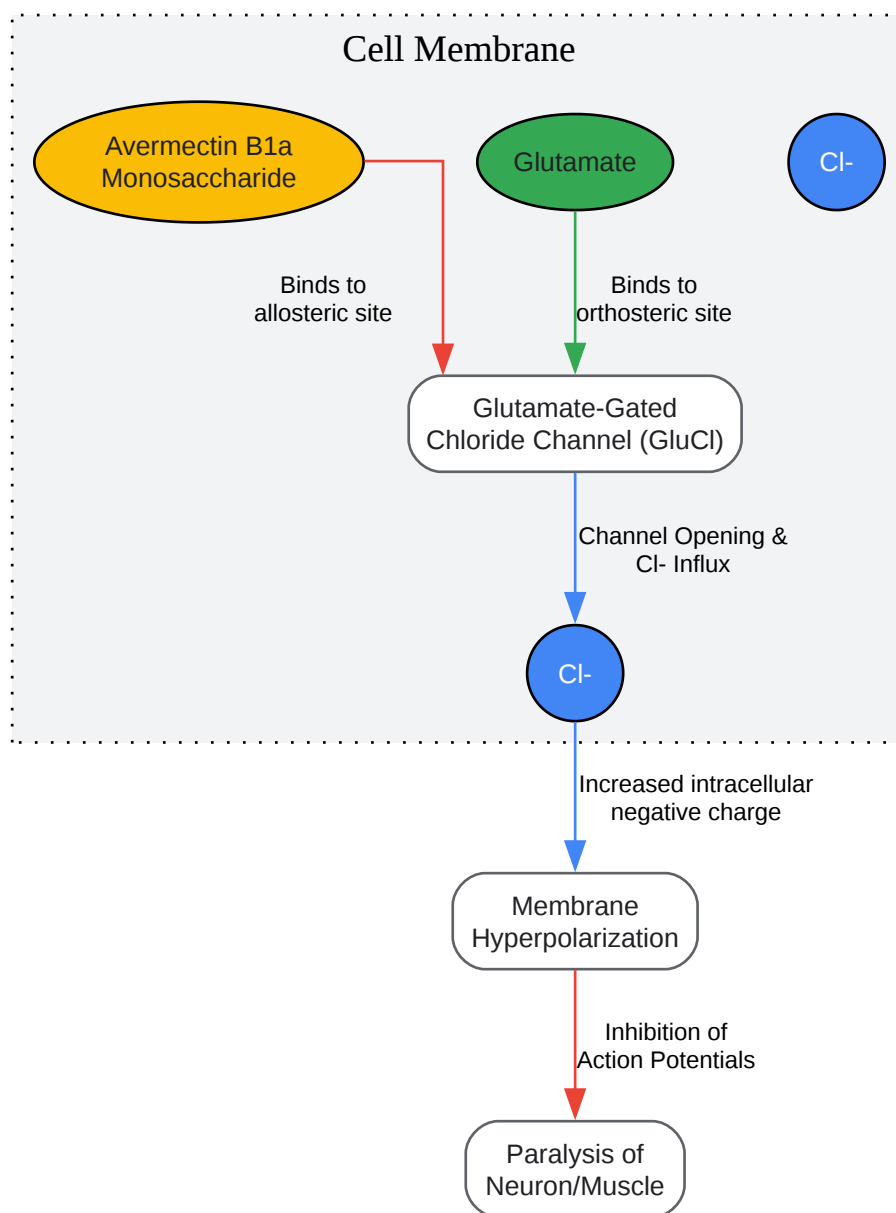 Cell Membrane
Avermectin B1a
Monosaccharide
Glutamate
Cl-
Binds to
allosteric site
Binds to
orthosteric site
Glutamate-Gated
Chloride Channel (GluCl)
Channel Opening &
Cl- Influx
Cl-
Increased intracellular
negative charge
Membrane
Hyperpolarization
Inhibition of
Action Potentials
Paralysis of
Neuron/Muscle